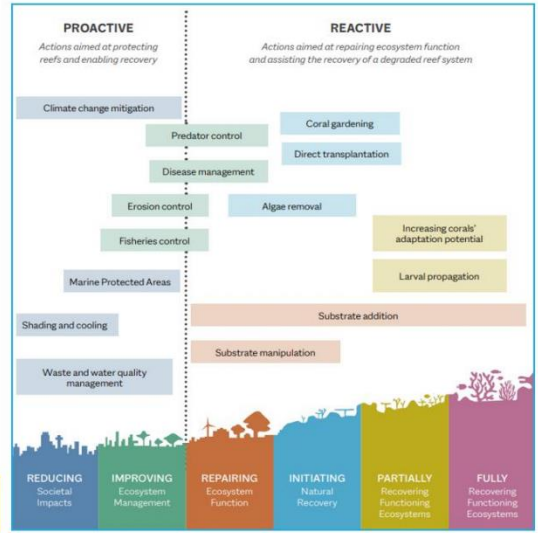 PROACTIVE
Actions aimed at protecting
reefs and enabling recovery
REACTIVE
Actions aimed at repairing ecosystem function
and assisting the recovery of a degraded reef system
Climate change mitigation
Predator control
Coral gardening
Direct transplantation
Disease management
Erosion control
Algae removal
Fisheries control
Increasing corals'
adaptation potential
Marine Protected Areas
Larval propagation
Shading and cooling
Substrate addition
Substrate manipulation
Waste and water quality
management
REDUCING
Societal
Impacts
IMPROVING
Ecosystem
Management
REPAIRING
Ecosystem
Function
INITIATING
Natural
Recovery
PARTIALLY
Recovering
Functioning
Ecosystems
FULLY
Recovering
Functioning
Ecosystems